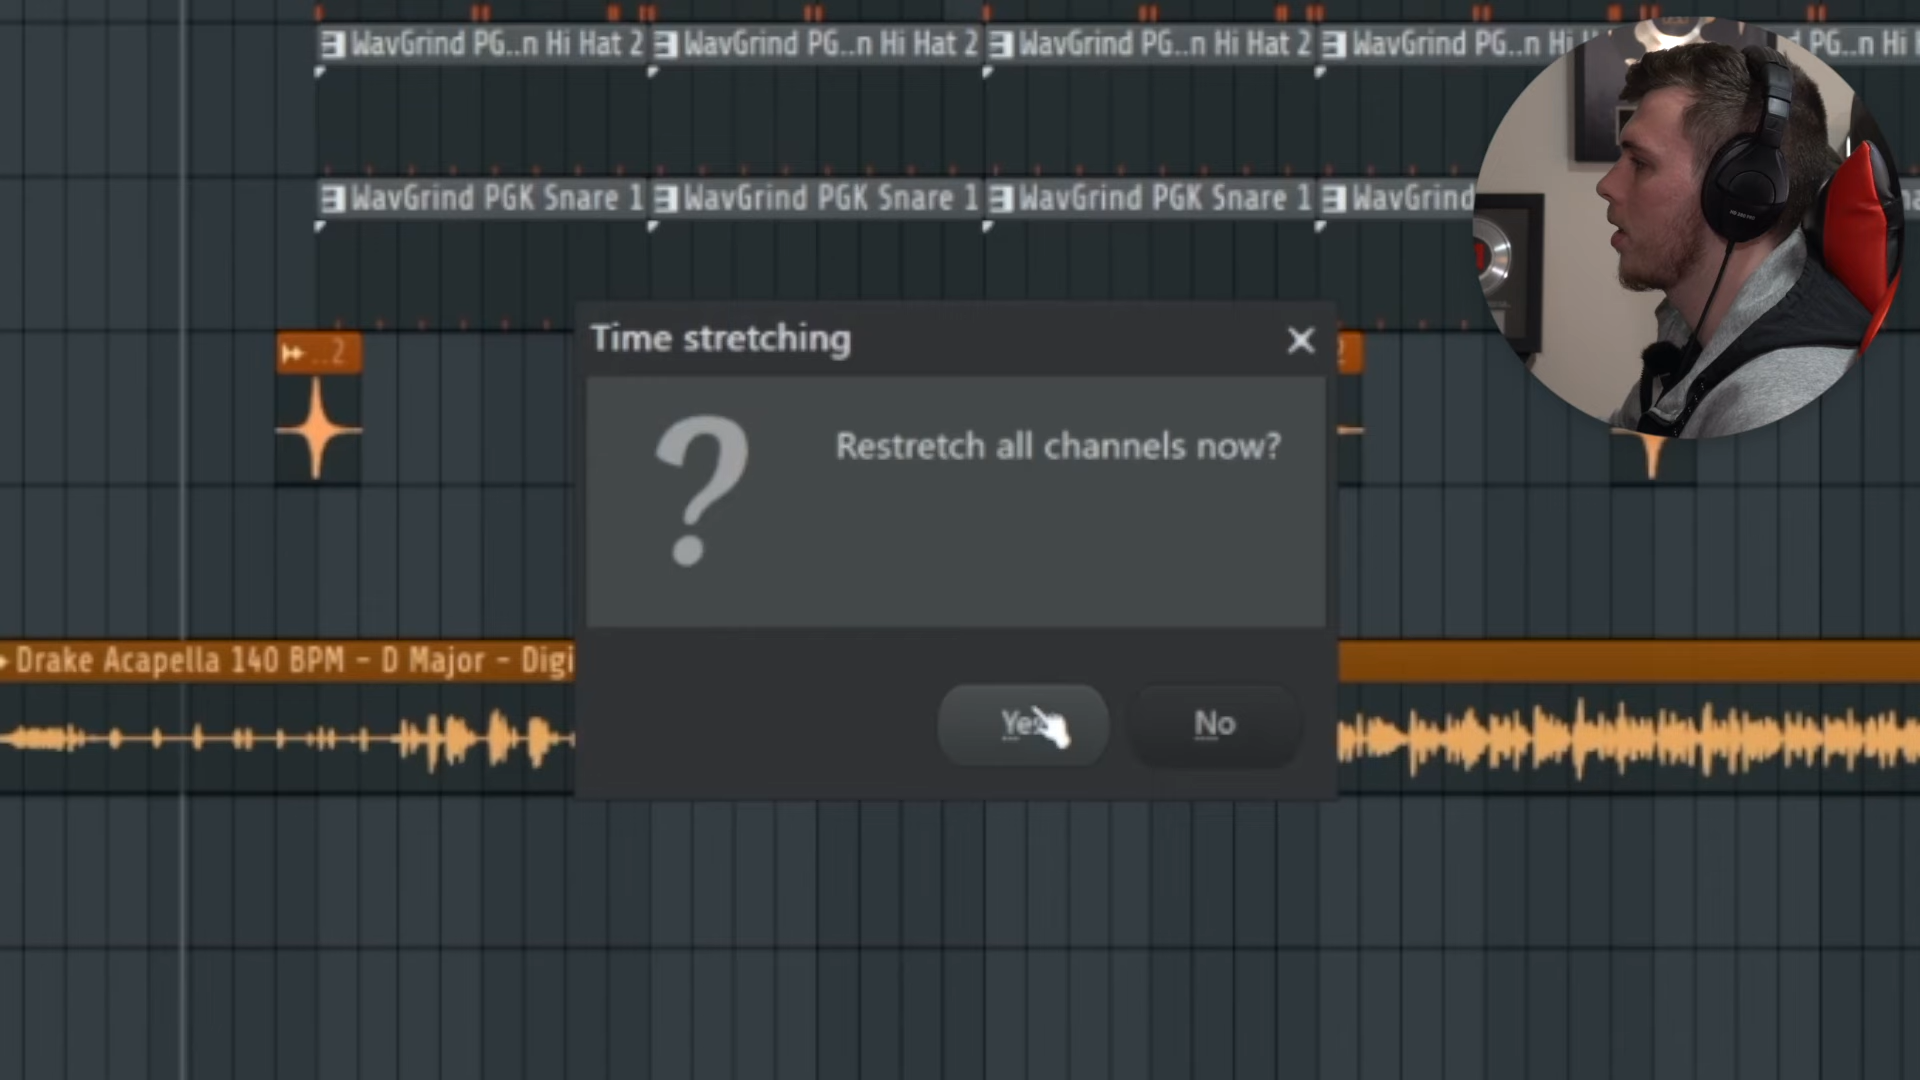 WavGrind PG..n Hi Hat 2 WavGrind PG..n Hi Hat 2 WavGrind PG..n Hi Hat 2 WavGrind PG..n Hi PG..n Hi
WavGrind PGK Snare 1 WavGrind PGK Snare 1 WavGrind PGK Snare 1 WavGrind
..2
Time stretching
Restretch all channels now?
Drake Acapella 140 BPM - D Major - Digi
Yes No